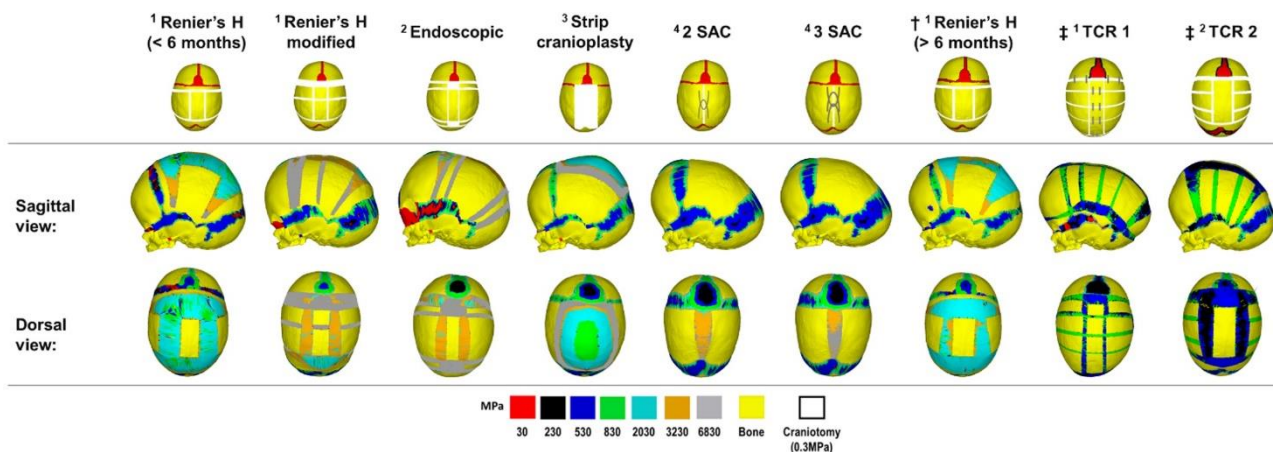 ¹ Renier's H
(< 6 months)
¹ Renier's H
modified
² Endoscopic
³ Strip
cranioplasty
⁴ 2 SAC
⁴ 3 SAC
† ¹ Renier's H
(> 6 months)
‡ ¹ TCR 1
‡ ² TCR 2
Sagittal
view:
Dorsal
view:
MPa
30 230 530 830 2030 3230 6830 Bone Craniotomy
(0.3MPa)